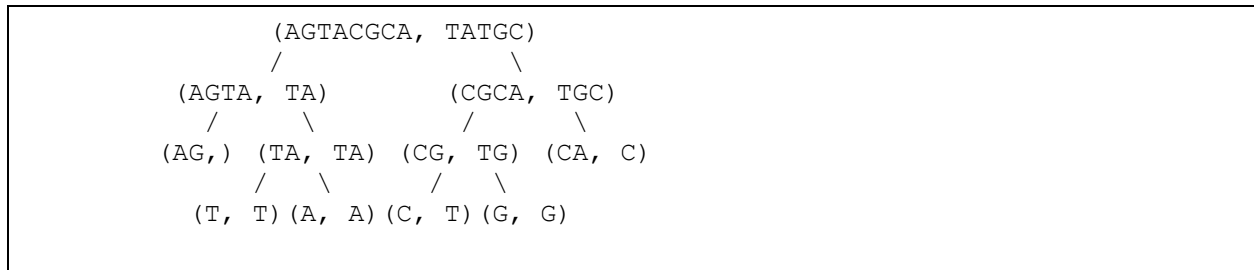 (AGTACGCA, TATGC)
/ \
(AGTA, TA) (CGCA, TGC)
/ \ / \
(AG,) (TA, TA) (CG, TG) (CA, C)
/ \ / \
(T, T)(A, A)(C, T)(G, G)